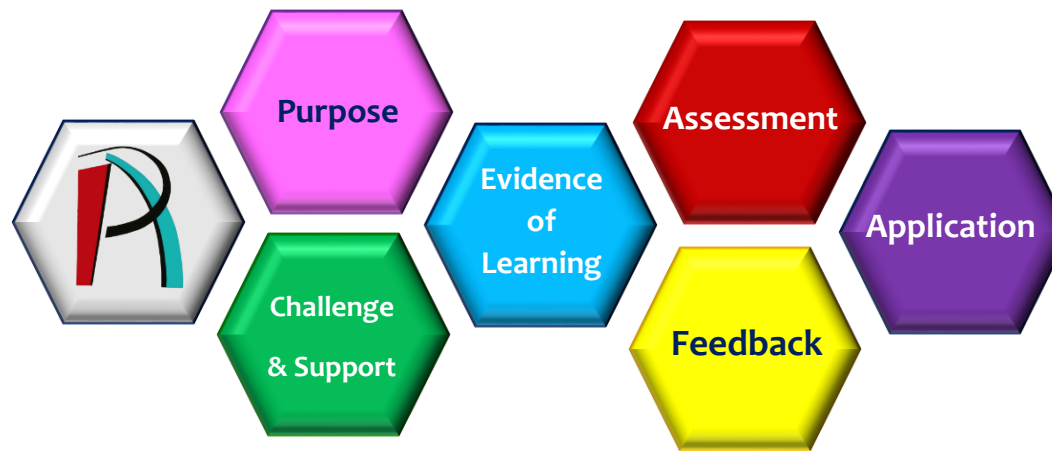 Purpose
Challenge
& Support
Evidence
of
Learning
Assessment
Feedback
Application